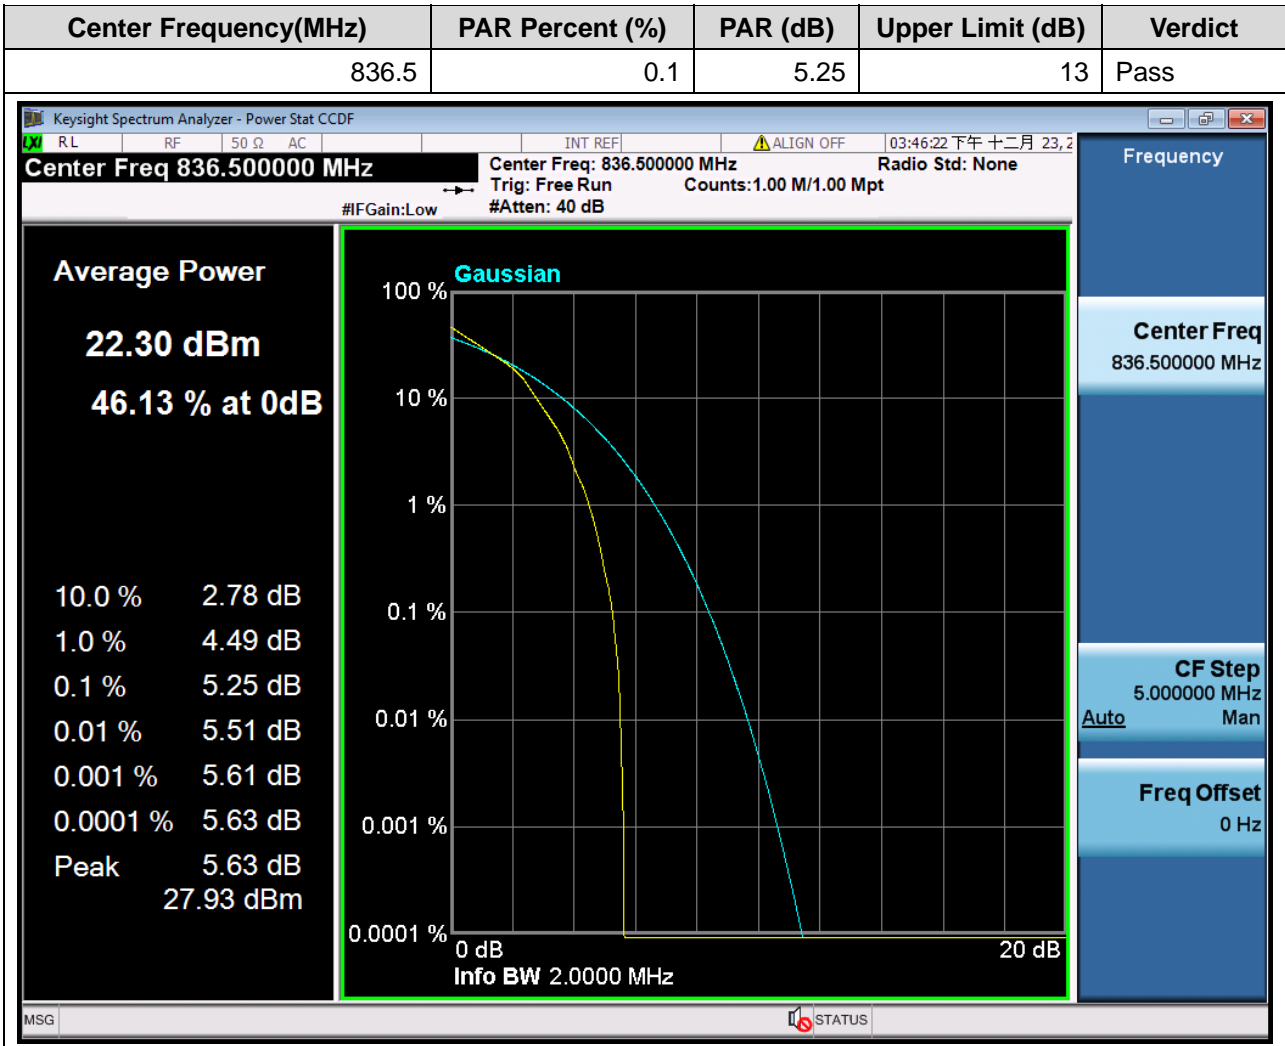 Center Frequency(MHz) PAR Percent (%) PAR (dB) Upper Limit (dB) Verdict
836.5 0.1 5.25 13 Pass
Keysight Spectrum Analyzer - Power Stat CCDF
LXI RL RF 50 Ω AC INT REF ALIGN OFF 03:46:22 下午 十二月 23, 2
Center Freq 836.500000 MHz
Center Freq: 836.500000 MHz Radio Std: None
Trig: Free Run Counts:1.00 M/1.00 Mpt
#IFGain:Low #Atten: 40 dB
Average Power
22.30 dBm
46.13 % at 0dB
10.0 % 2.78 dB
1.0 % 4.49 dB
0.1 % 5.25 dB
0.01 % 5.51 dB
0.001 % 5.61 dB
0.0001 % 5.63 dB
Peak 5.63 dB
27.93 dBm
Gaussian
100 %
10 %
1 %
0.1 %
0.01 %
0.001 %
0.0001 %
0 dB 20 dB
Info BW 2.0000 MHz
Frequency
Center Freq
836.500000 MHz
CF Step
5.000000 MHz
Auto Man
Freq Offset
0 Hz
MSG STATUS